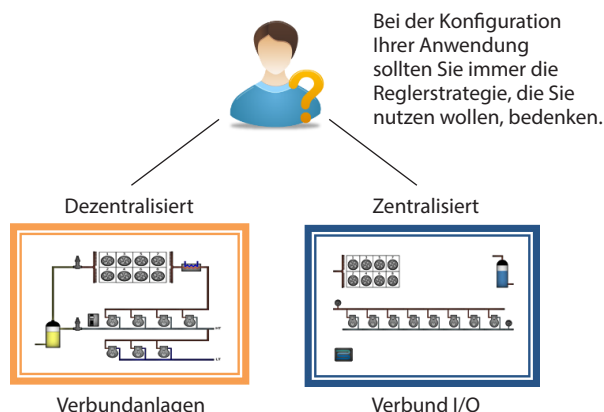 Bei der Konfiguration
Ihrer Anwendung
sollten Sie immer die
Reglerstrategie, die Sie
nutzen wollen, bedenken.
Dezentralisiert
Zentralisiert
LT
Verbundanlagen
Verbund I/O